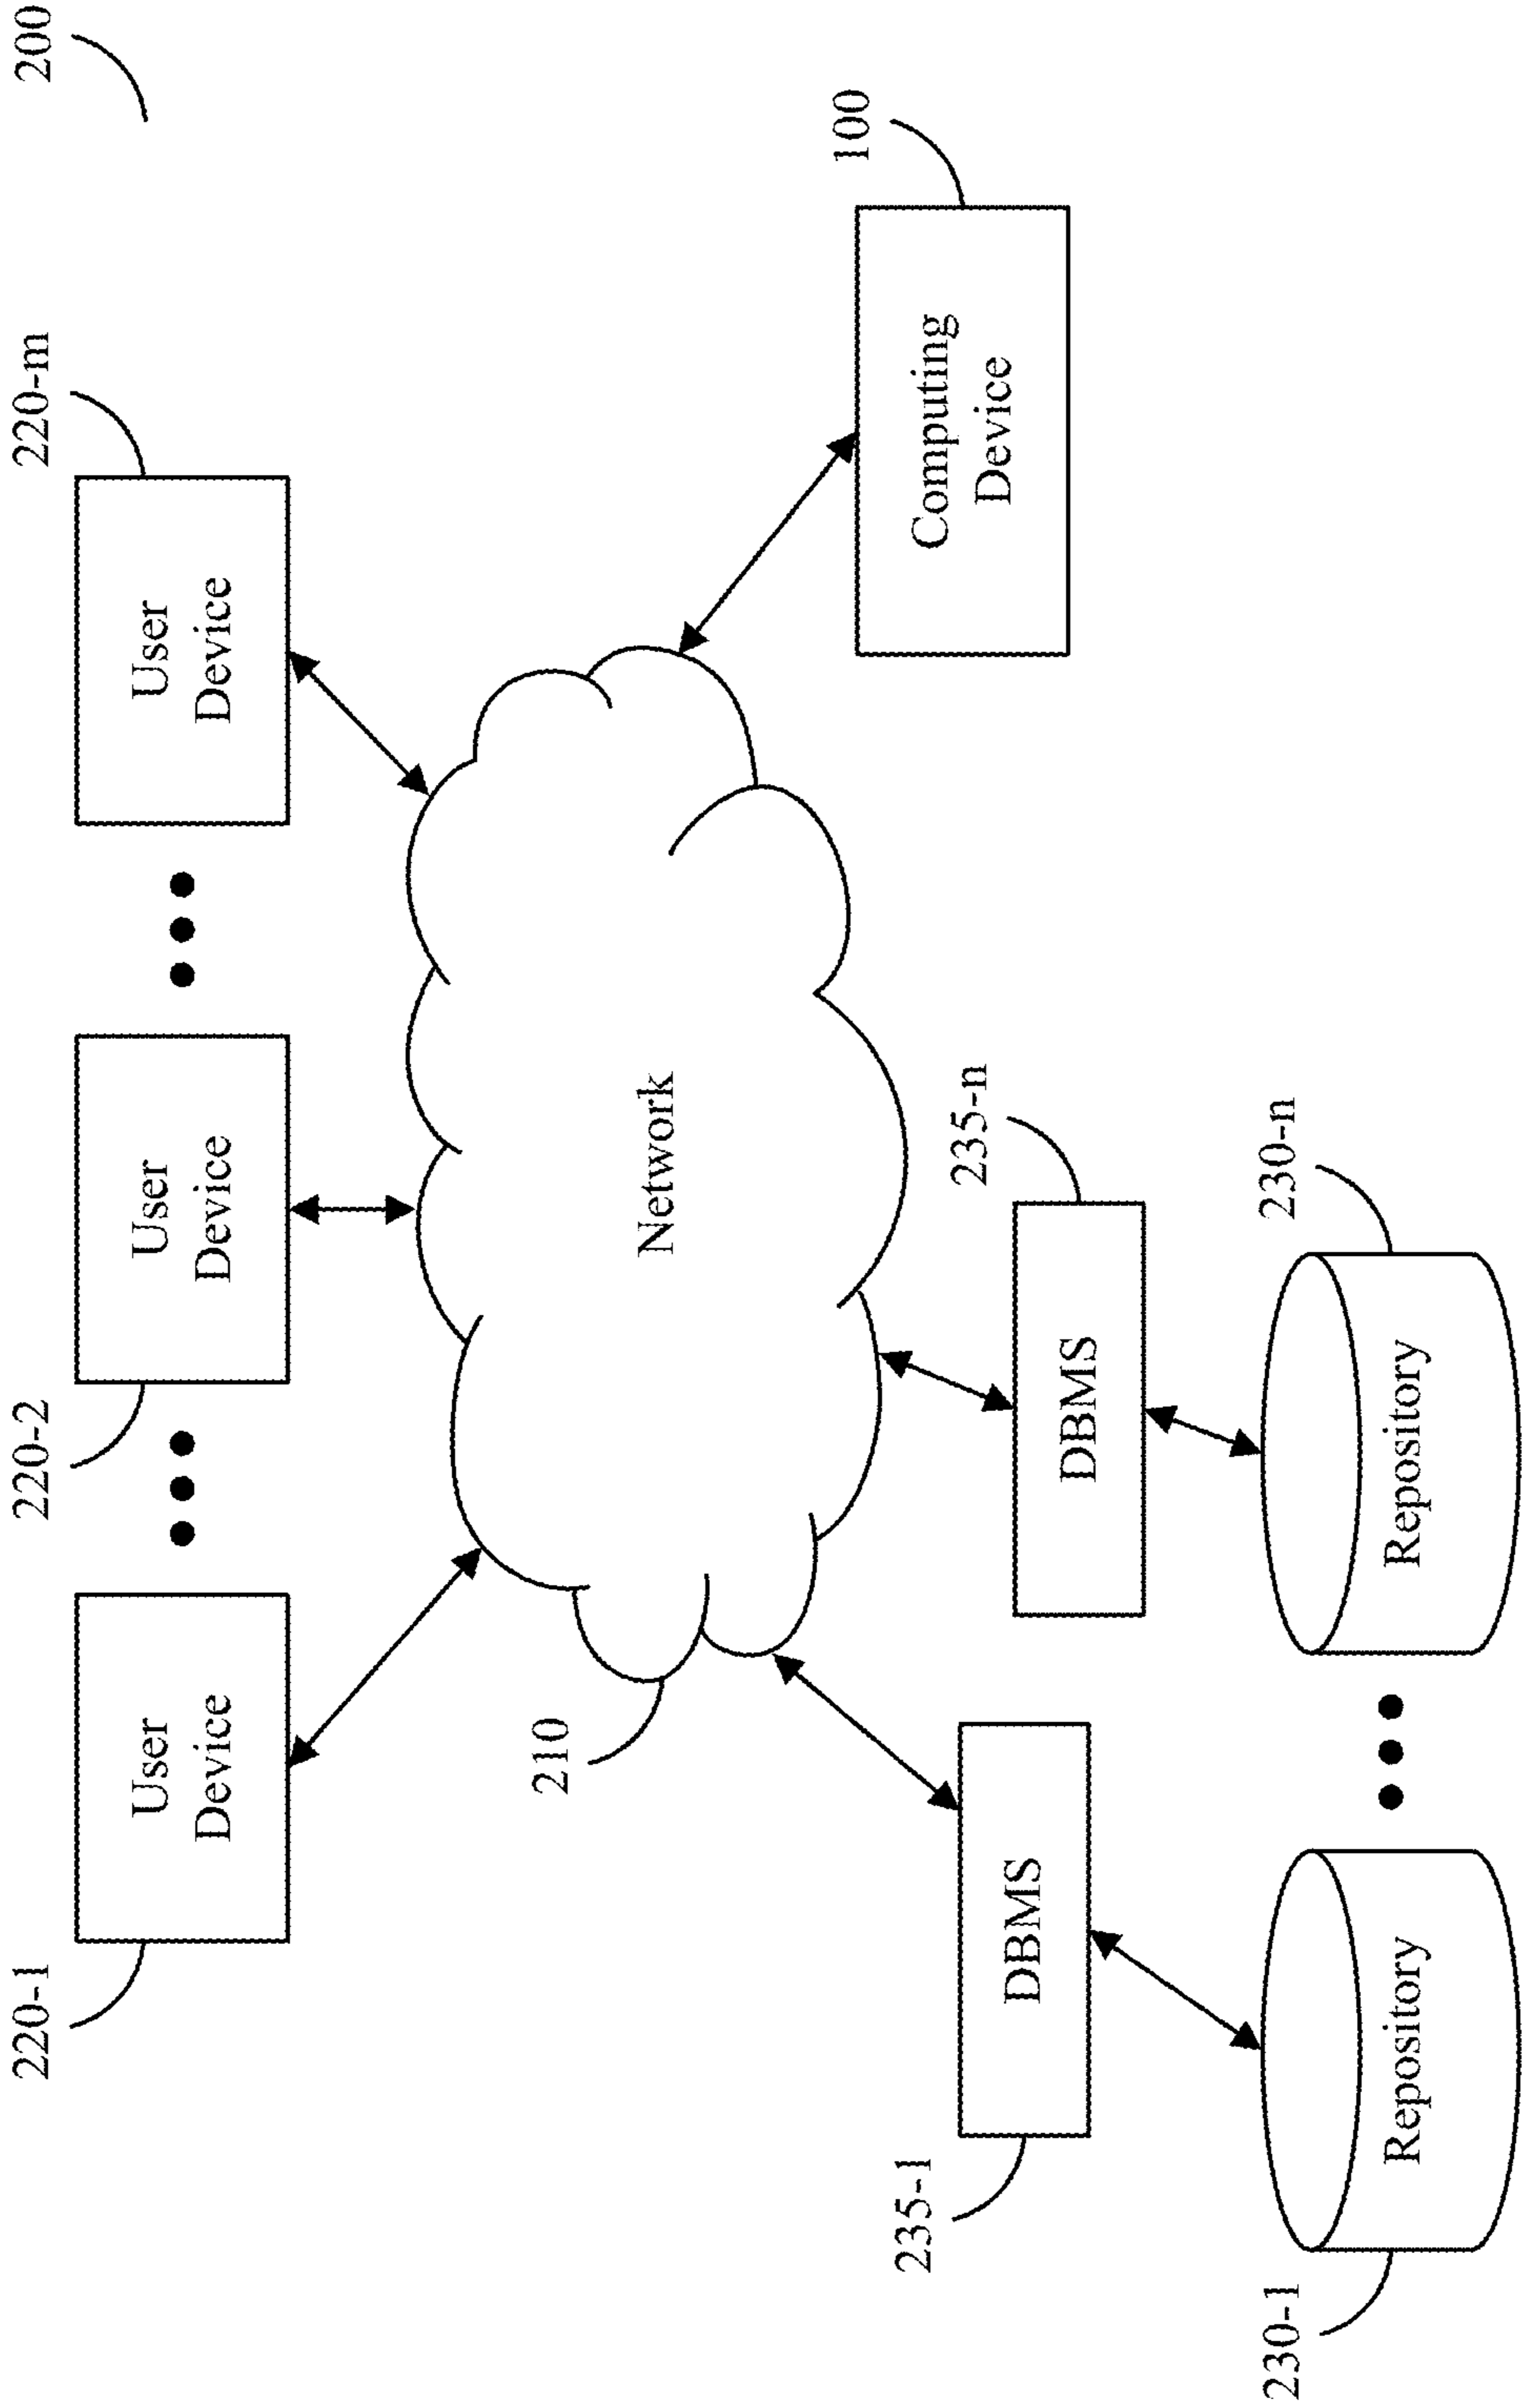 200
220-1
220-2
220-m
User
Device
User
Device
User
Device
210
Network
100
Computing
Device
235-1
DBMS
235-n
DBMS
230-1
Repository
230-n
Repository